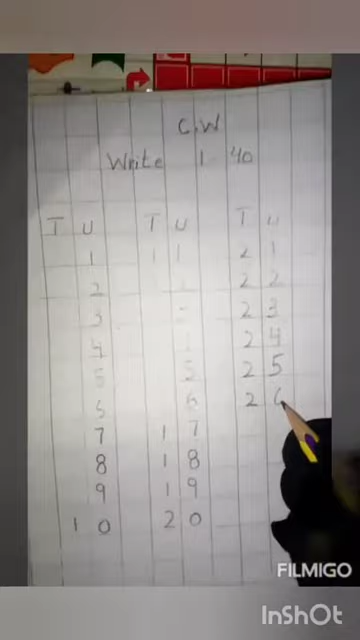 C.W
Write 1 40
T U T U T U
1 1 1 2 1
2 2 2
3 2 3
4 2 4
5 5 2 5
6 6 2 6
7 1 7
8 1 8
9 1 9
1 0 2 0
FILMIGO
InShOt